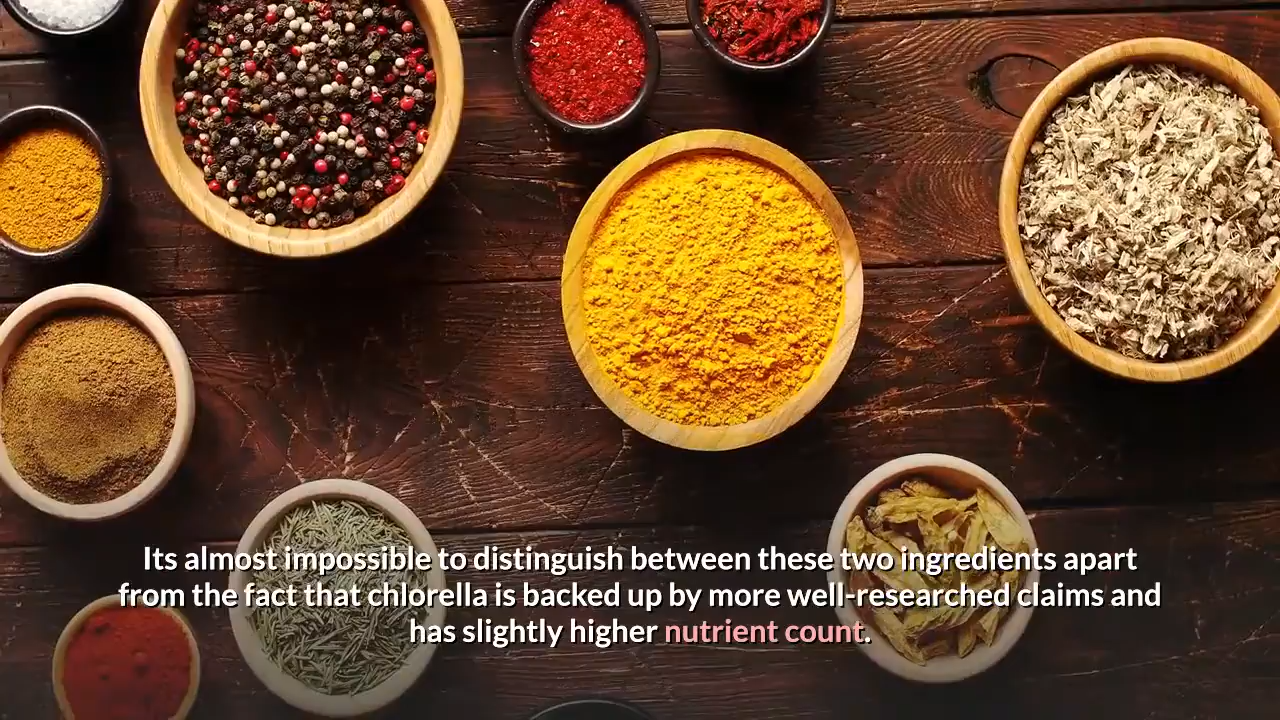 Its almost impossible to distinguish between these two ingredients apart
from the fact that chlorella is backed up by more well-researched claims and
has slightly higher nutrient count.